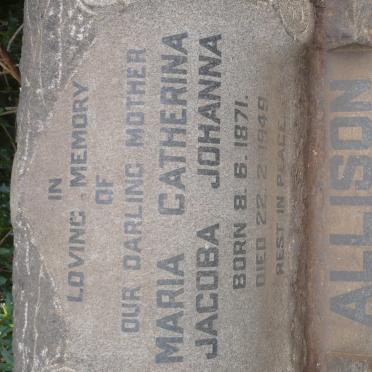 IN
LOVING MEMORY
OF
OUR DARLING MOTHER
MARIA CATHERINA
JACOBA JOHANNA
BORN 8. 6. 1871.
DIED 22. 2. 1949
REST IN PEACE
ALLISON